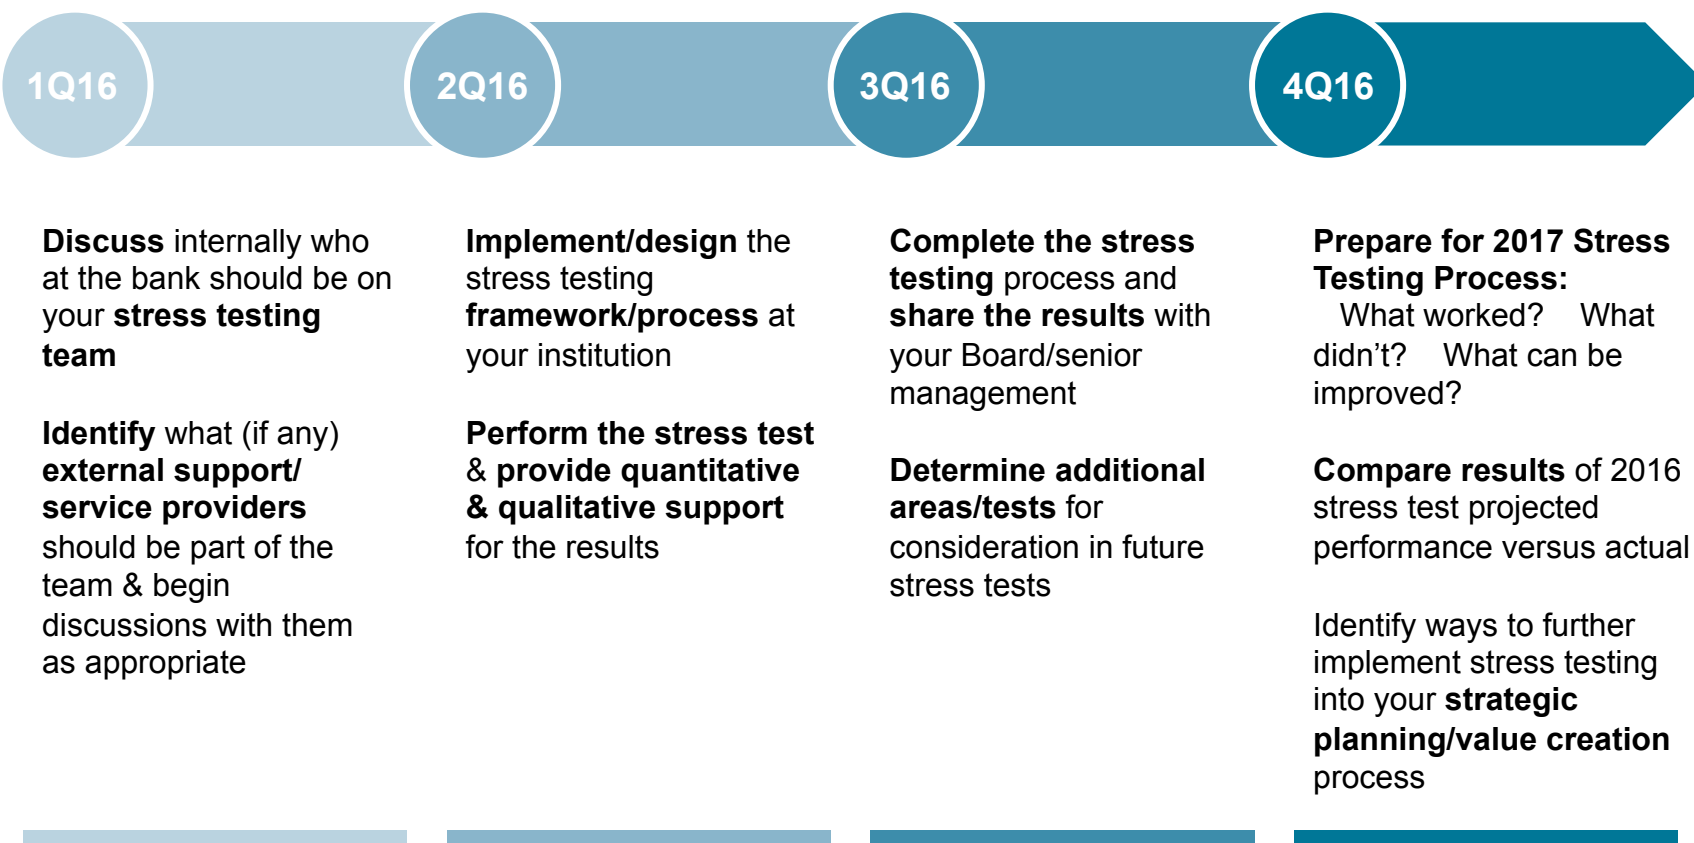 1Q16
2Q16
3Q16
4Q16
Discuss internally who
at the bank should be on
your stress testing
team
Identify what (if any)
external support/
service providers
should be part of the
team & begin
discussions with them
as appropriate
Implement/design the
stress testing
framework/process at
your institution
Perform the stress test
& provide quantitative
& qualitative support
for the results
Complete the stress
testing process and
share the results with
your Board/senior
management
Determine additional
areas/tests for
consideration in future
stress tests
Prepare for 2017 Stress
Testing Process:
What worked? What
didn’t? What can be
improved?
Compare results of 2016
stress test projected
performance versus actual
Identify ways to further
implement stress testing
into your strategic
planning/value creation
process